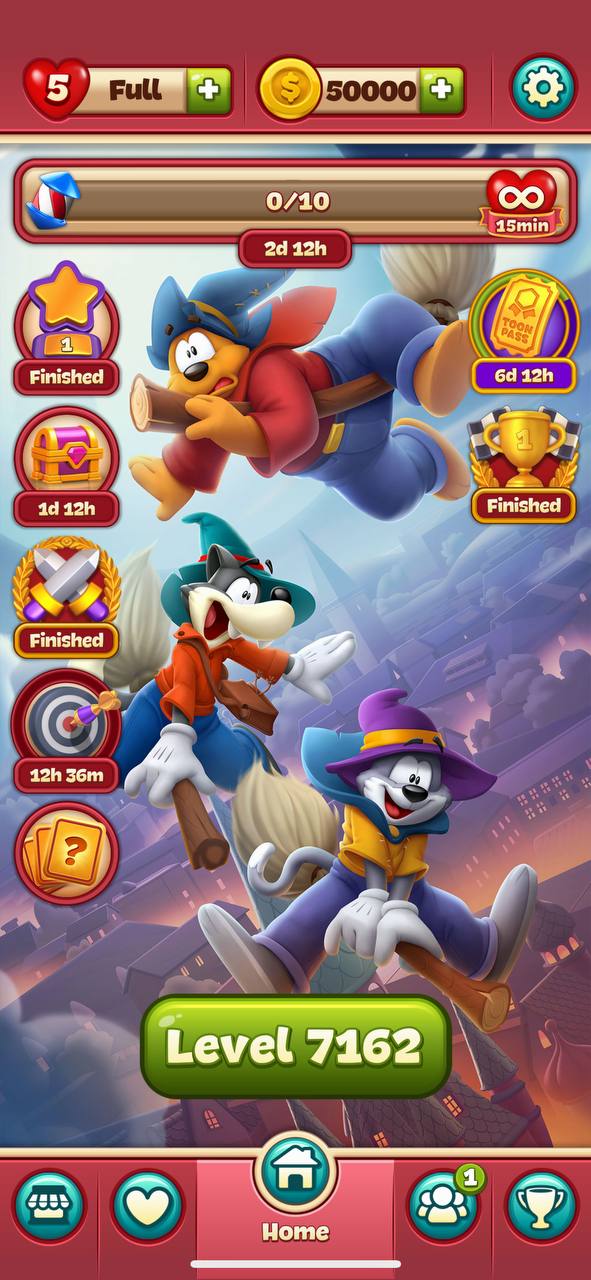 5
Full
50000
0/10
15min
2d 12h
1
Finished
TOON
PASS
6d 12h
1d 12h
1
Finished
Finished
12h 36m
?
Level 7162
1
Home